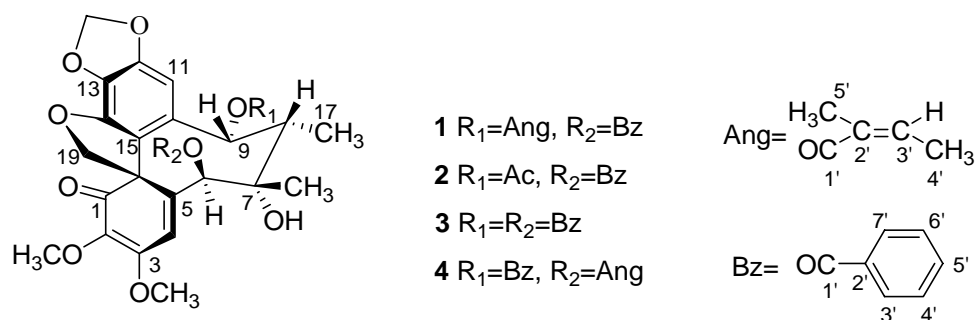 O
O
11
13
H
OR₁
H
17
CH₃
O
15
R₂O
9
19
O
1
5
H
7
CH₃
OH
CH₃O
3
OCH₃
1 R₁=Ang, R₂=Bz
2 R₁=Ac, R₂=Bz
3 R₁=R₂=Bz
4 R₁=Bz, R₂=Ang
5'
H₃C
H
Ang=
OC
2'
3'
CH₃
1'
4'
7'
6'
Bz=
OC
2'
5'
1'
3'
4'